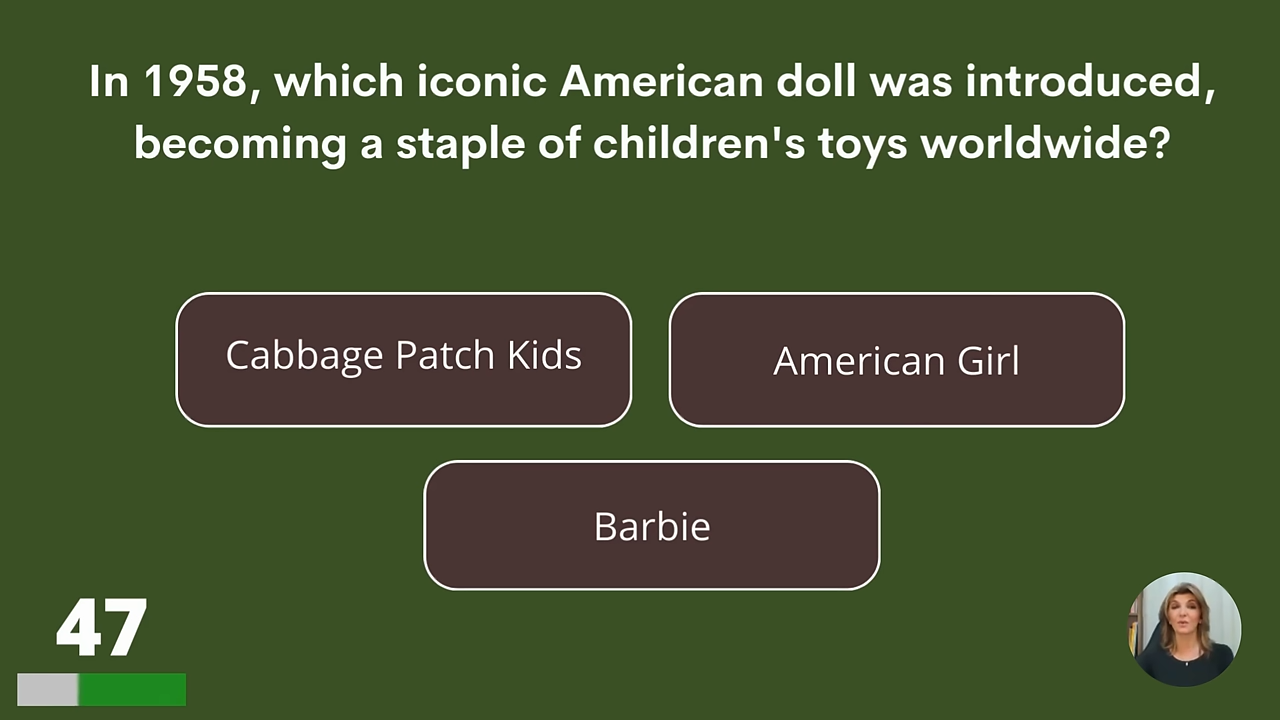 In 1958, which iconic American doll was introduced,
becoming a staple of children's toys worldwide?
Cabbage Patch Kids
American Girl
Barbie
47